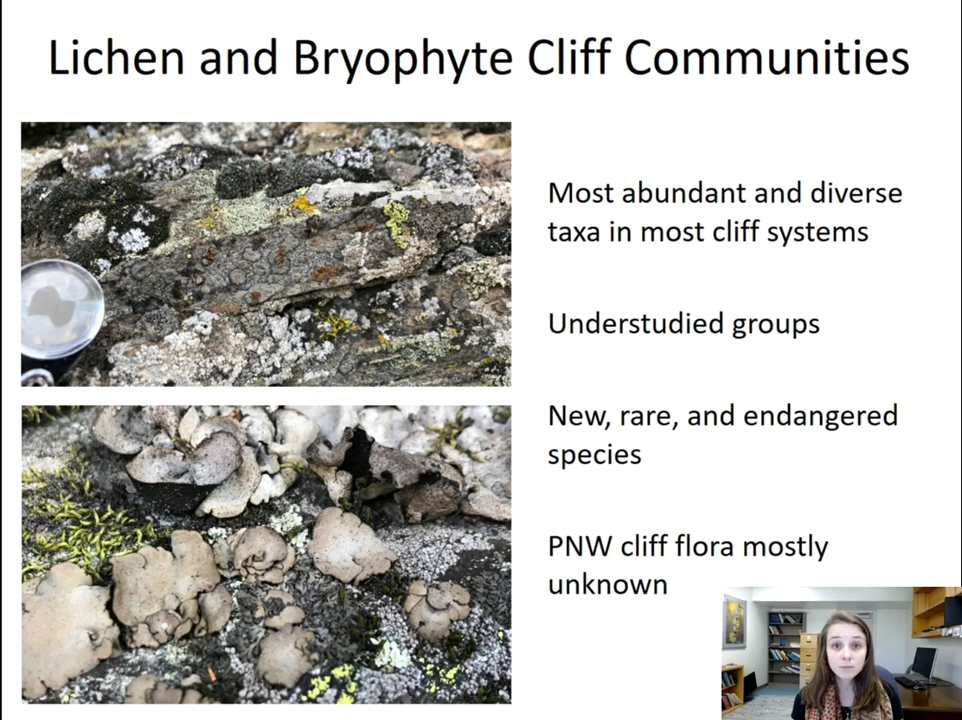 Lichen and Bryophyte Cliff Communities
Most abundant and diverse
taxa in most cliff systems
Understudied groups
New, rare, and endangered
species
PNW cliff flora mostly
unknown